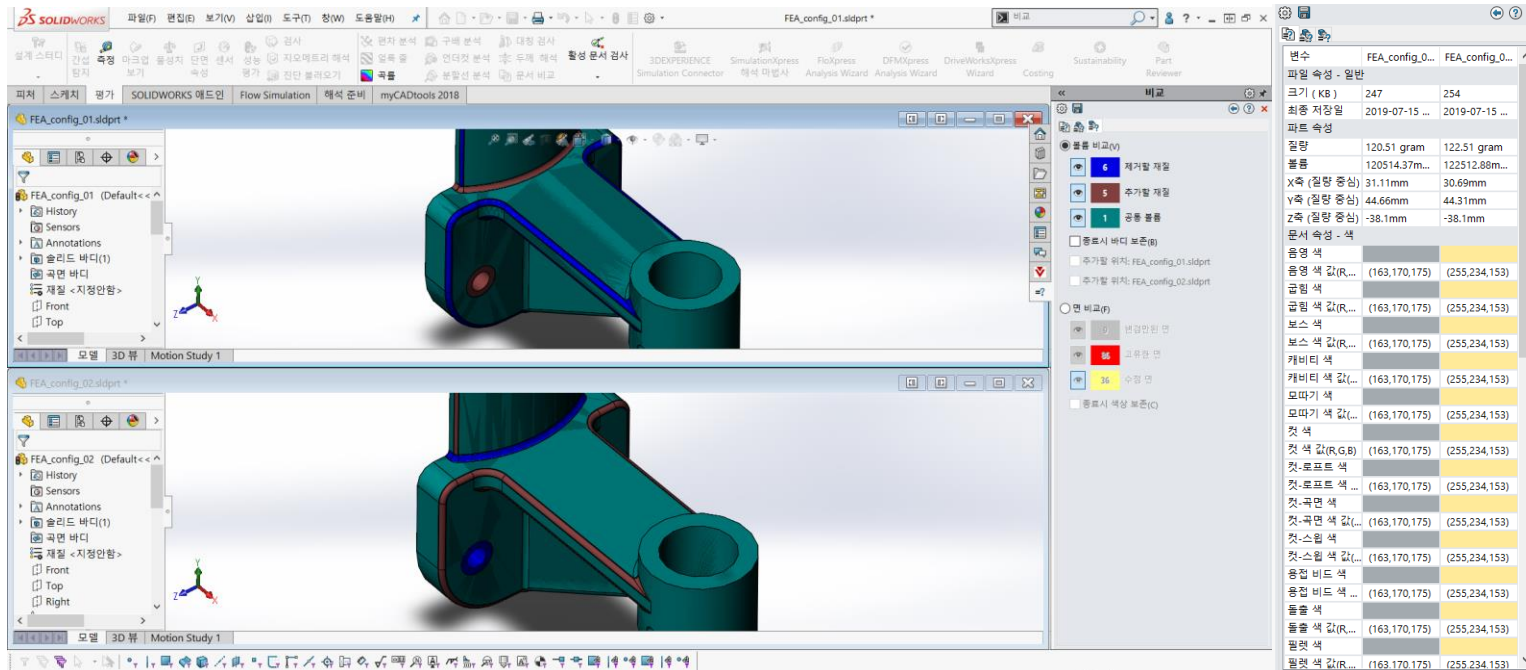 SOLIDWORKS 파일(F) 편집(E) 보기(V) 삽입(I) 도구(T) 창(W) 도움말(H) FEA_config_01.sldprt * 비교
설계 스터디 간섭 탐지 측정 마크업 보기 물성치 단면 속성 센서 성능 평가
검사 지오메트리 해석 진단 불러오기
편차 분석 얼룩 줄 곡률
구배 분석 언더컷 분석 분할선 분석
대칭 검사 두께 해석 문서 비교
활성 문서 검사
3DEXPERIENCE Simulation Connector
SimulationXpress 해석 마법사
FloXpress Analysis Wizard
DFMXpress Analysis Wizard
DriveWorksXpress Wizard
Costing
Sustainability
Part Reviewer
피처 스케치 평가 SOLIDWORKS 애드인 Flow Simulation 해석 준비 myCADtools 2018
FEA_config_01.sldprt *
FEA_config_01 (Default<<
History
Sensors
Annotations
솔리드 바디(1)
곡면 바디
재질 <지정안함>
Front
Top
Y
Z
X
모델 3D 뷰 Motion Study 1
FEA_config_02.sldprt *
FEA_config_02 (Default<<
History
Sensors
Annotations
솔리드 바디(1)
곡면 바디
재질 <지정안함>
Front
Top
Right
Y
Z
X
모델 3D 뷰 Motion Study 1
비교
볼륨 비교(V)
6 제거할 재질
5 추가할 재질
1 공통 볼륨
종료시 바디 보존(B)
추가할 위치: FEA_config_01.sldprt
추가할 위치: FEA_config_02.sldprt
면 비교(F)
0 변경안된 면
86 고유한 면
36 수정 면
종료시 색상 보존(C)
변수 FEA_config_0... FEA_config_0...
파일 속성 - 일반
크기 ( KB ) 247 254
최종 저장일 2019-07-15 ... 2019-07-15 ...
파트 속성
질량 120.51 gram 122.51 gram
볼륨 120514.37m... 122512.88m...
X축 (질량 중심) 31.11mm 30.69mm
Y축 (질량 중심) 44.66mm 44.31mm
Z축 (질량 중심) -38.1mm -38.1mm
문서 속성 - 색
음영 색
음영 색 값(R,... (163,170,175) (255,234,153)
굽힘 색
굽힘 색 값(R,... (163,170,175) (255,234,153)
보스 색
보스 색 값(R,... (163,170,175) (255,234,153)
캐비티 색
캐비티 색 값(... (163,170,175) (255,234,153)
모따기 색
모따기 색 값(... (163,170,175) (255,234,153)
컷 색
컷 색 값(R,G,B) (163,170,175) (255,234,153)
컷-로프트 색
컷-로프트 색 ... (163,170,175) (255,234,153)
컷-곡면 색
컷-곡면 색 값(... (163,170,175) (255,234,153)
컷-스윕 색
컷-스윕 색 값(... (163,170,175) (255,234,153)
용접 비드 색
용접 비드 색 ... (163,170,175) (255,234,153)
돌출 색
돌출 색 값(R,... (163,170,175) (255,234,153)
필렛 색
필렛 색 값(R,... (163,170,175) (255,234,153)